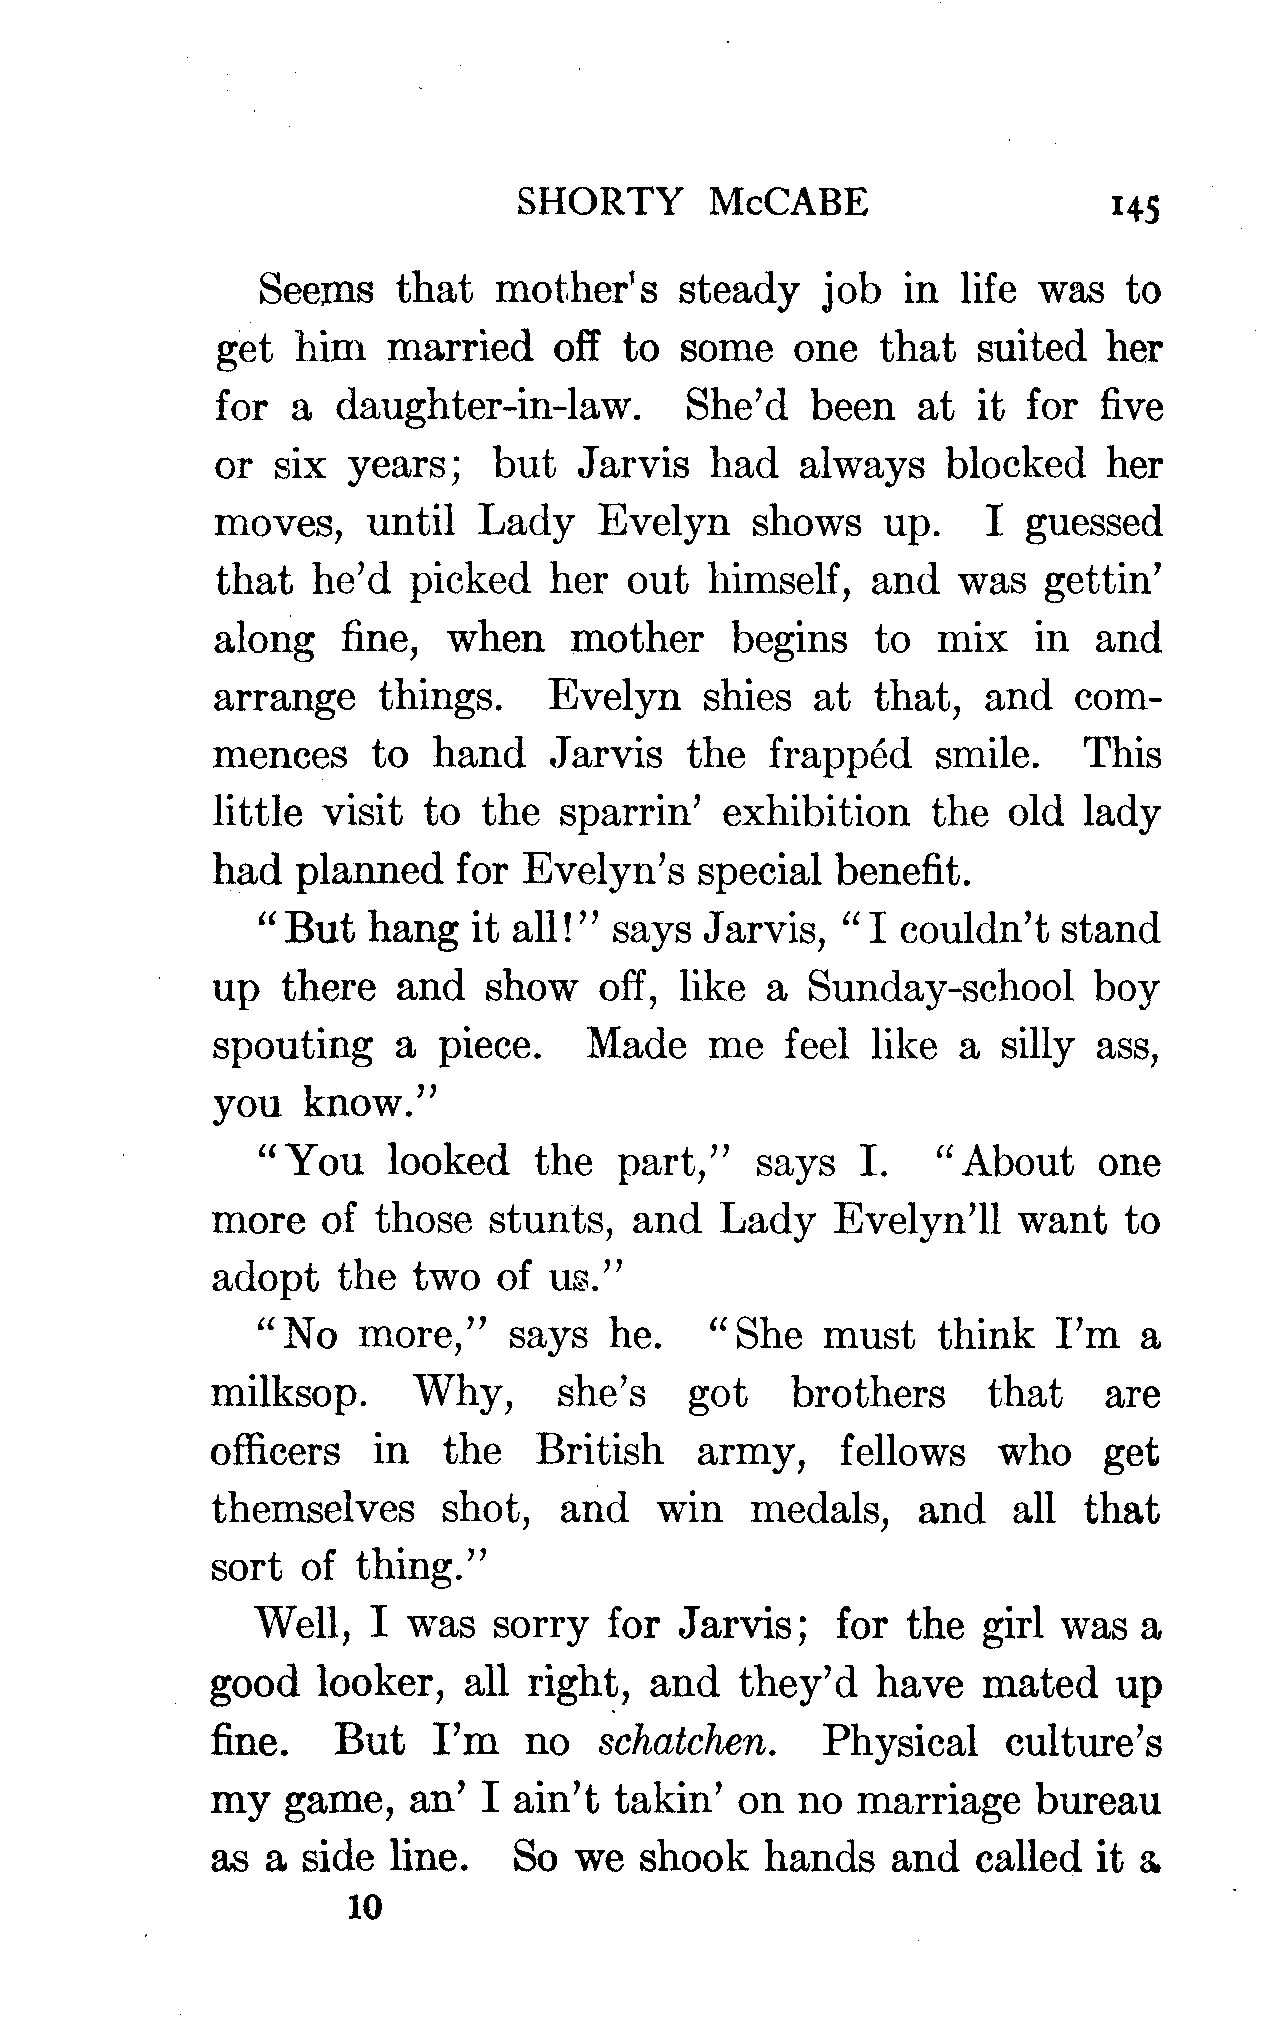 SHORTY McCABE 145
Seems that mother's steady job in life was to
get him married off to some one that suited her
for a daughter-in-law. She'd been at it for five
or six years; but Jarvis had always blocked her
moves, until Lady Evelyn shows up. I guessed
that he'd picked her out himself, and was gettin'
along fine, when mother begins to mix in and
arrange things. Evelyn shies at that, and com-
mences to hand Jarvis the frappéd smile. This
little visit to the sparrin' exhibition the old lady
had planned for Evelyn's special benefit.
"But hang it all!" says Jarvis, "I couldn't stand
up there and show off, like a Sunday-school boy
spouting a piece. Made me feel like a silly ass,
you know."
"You looked the part," says I. "About one
more of those stunts, and Lady Evelyn'll want to
adopt the two of us."
"No more," says he. "She must think I'm a
milksop. Why, she's got brothers that are
officers in the British army, fellows who get
themselves shot, and win medals, and all that
sort of thing."
Well, I was sorry for Jarvis; for the girl was a
good looker, all right, and they'd have mated up
fine. But I'm no schatchen. Physical culture's
my game, an' I ain't takin' on no marriage bureau
as a side line. So we shook hands and called it a
10